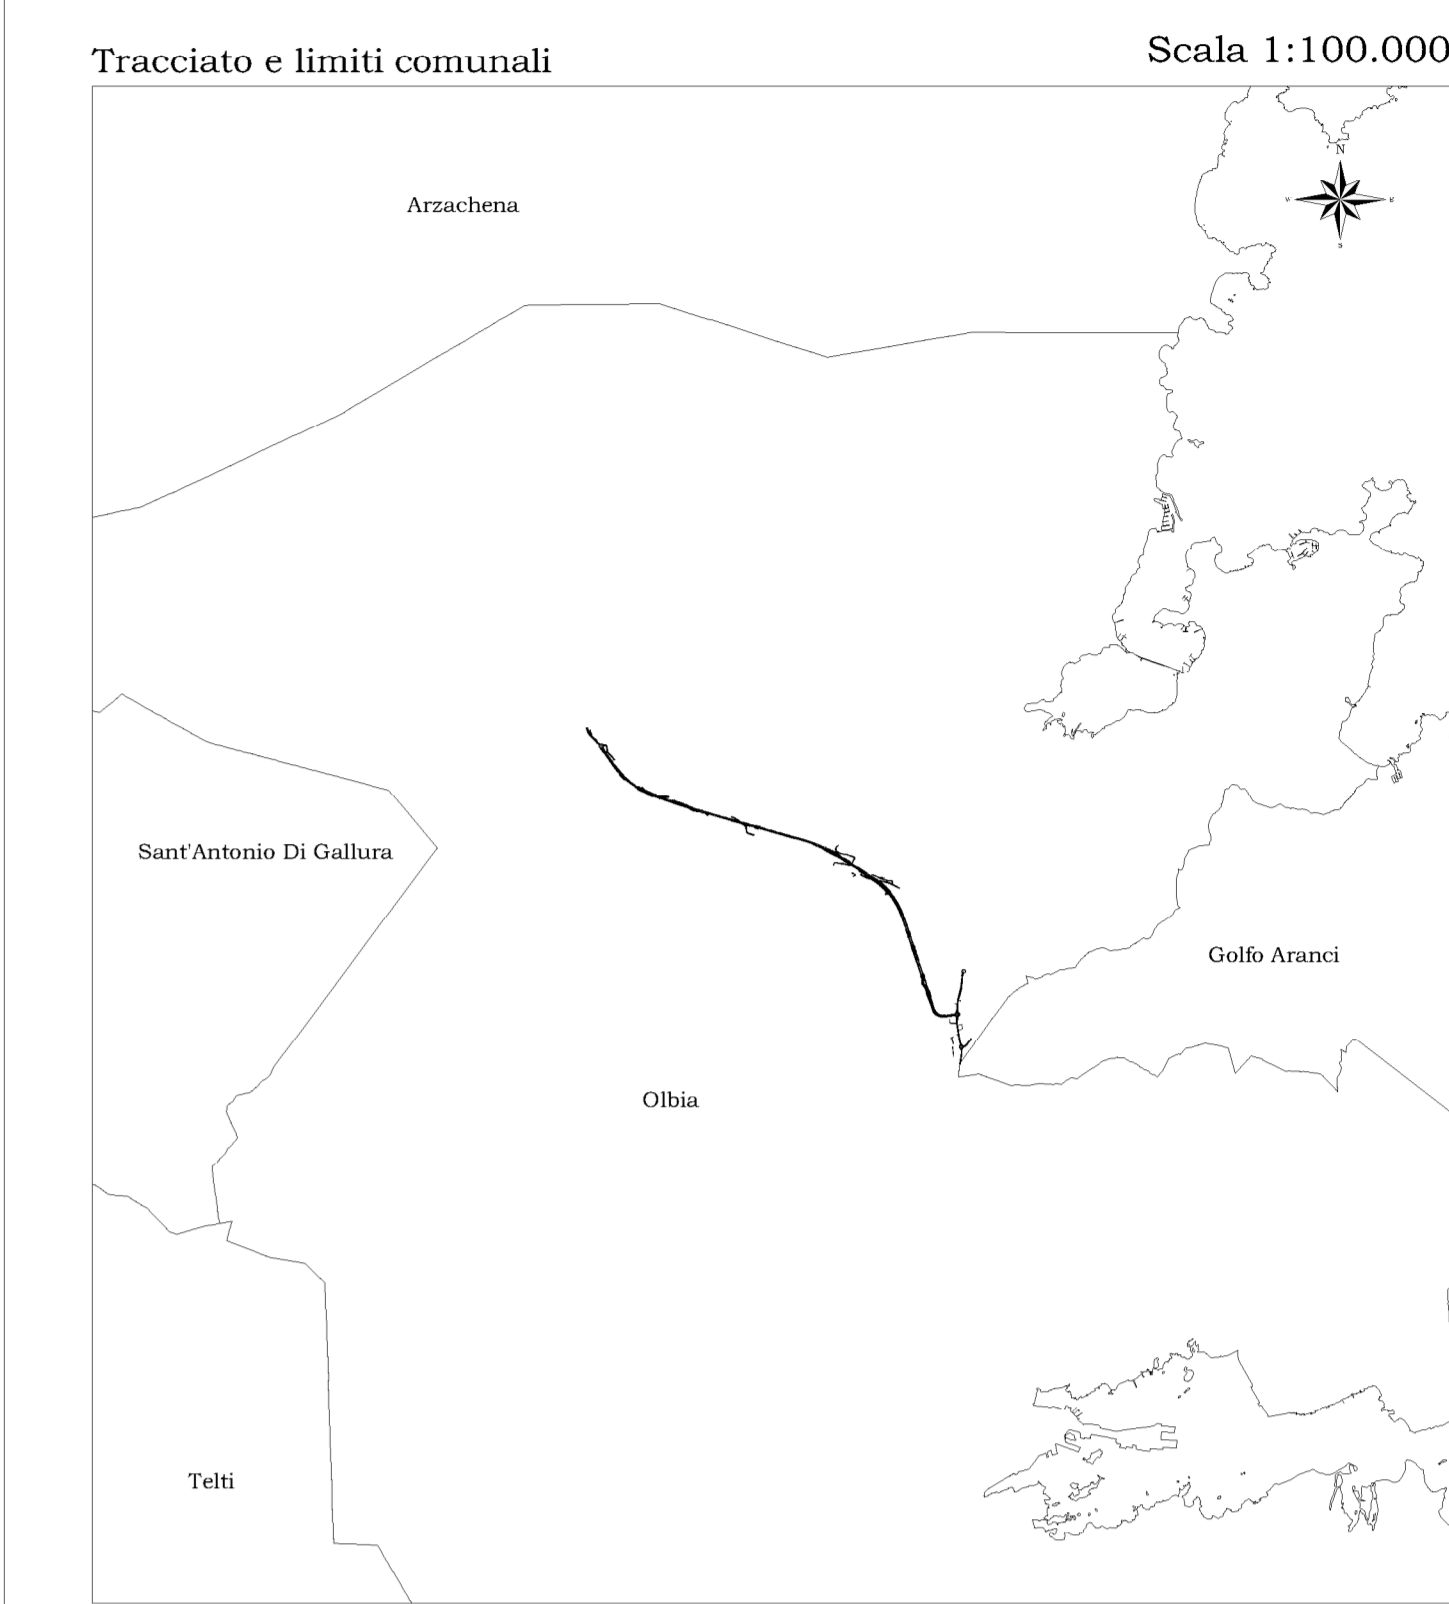 Tracciato e limiti comunali
Scala 1:100.000
Arzachena
N
W
E
S
Sant'Antonio Di Gallura
Golfo Aranci
Olbia
Telti